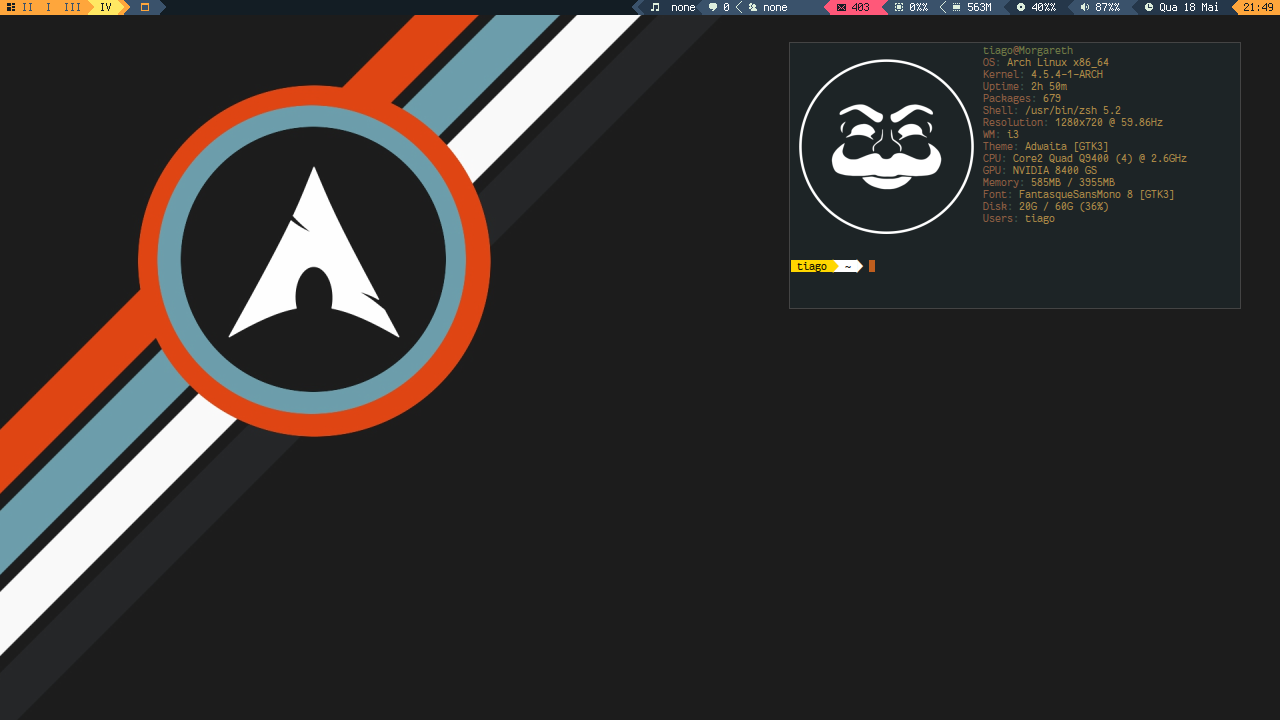 II I III IV none 0 none 403 0% 563M 40% 87% Qua 18 Mai 21:49
tiago@Morgareth
OS: Arch Linux x86_64
Kernel: 4.5.4-1-ARCH
Uptime: 2h 50m
Packages: 679
Shell: /usr/bin/zsh 5.2
Resolution: 1280x720 @ 59.86Hz
WM: i3
Theme: Adwaita [GTK3]
CPU: Core2 Quad Q9400 (4) @ 2.6GHz
GPU: NVIDIA 8400 GS
Memory: 585MB / 3955MB
Font: FantasqueSansMono 8 [GTK3]
Disk: 20G / 60G (36%)
Users: tiago
tiago ~